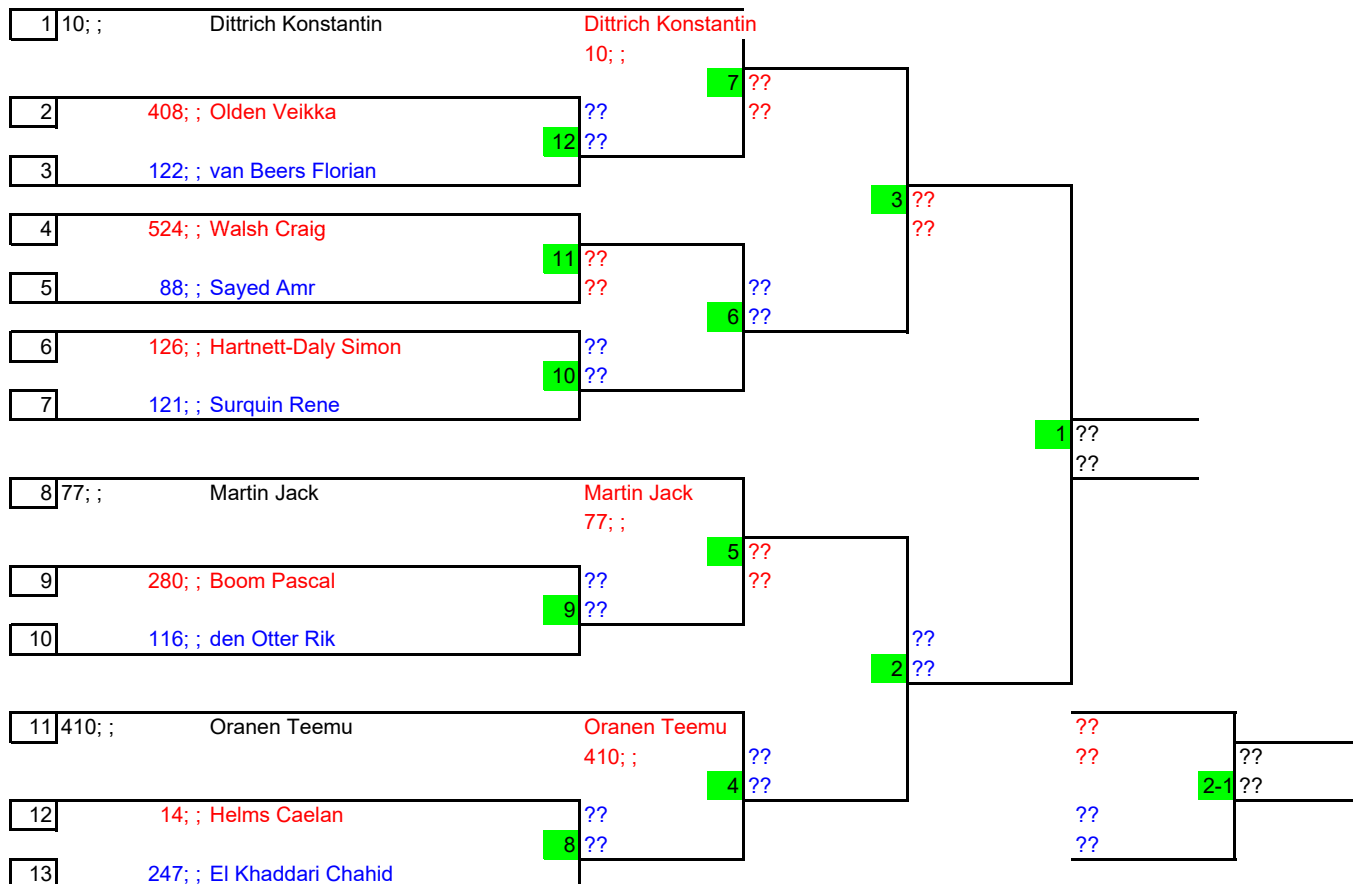 1 10; ; Dittrich Konstantin Dittrich Konstantin
10; ;
7 ??
2 408; ; Olden Veikka ?? ??
12 ??
3 122; ; van Beers Florian
3 ??
4 524; ; Walsh Craig ??
11 ??
5 88; ; Sayed Amr ?? ??
6 ??
6 126; ; Hartnett-Daly Simon ??
10 ??
7 121; ; Surquin Rene
1 ??
??
8 77; ; Martin Jack Martin Jack
77; ;
5 ??
9 280; ; Boom Pascal ?? ??
9 ??
10 116; ; den Otter Rik ??
2 ??
11 410; ; Oranen Teemu Oranen Teemu ??
410; ; ?? ?? ??
4 ?? 2-1 ??
12 14; ; Helms Caelan ?? ??
8 ?? ??
13 247; ; El Khaddari Chahid